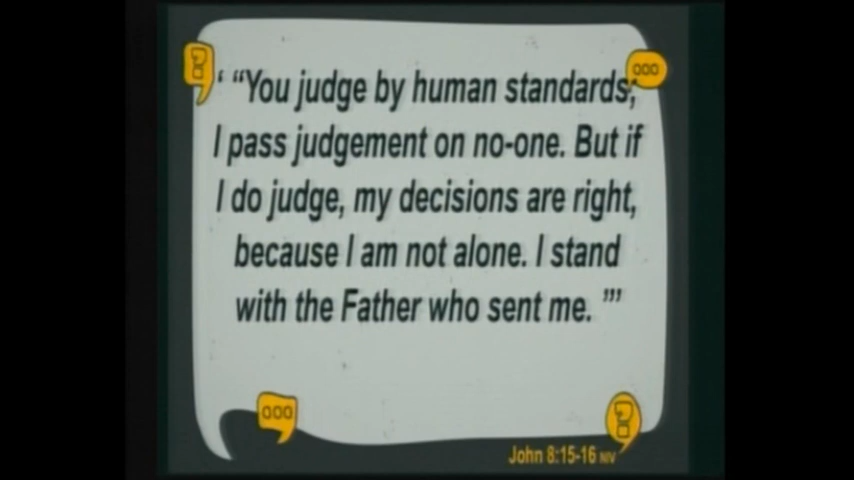 ‘ “You judge by human standards;
I pass judgement on no-one. But if
I do judge, my decisions are right,
because I am not alone. I stand
with the Father who sent me. ”’
John 8:15-16 NIV